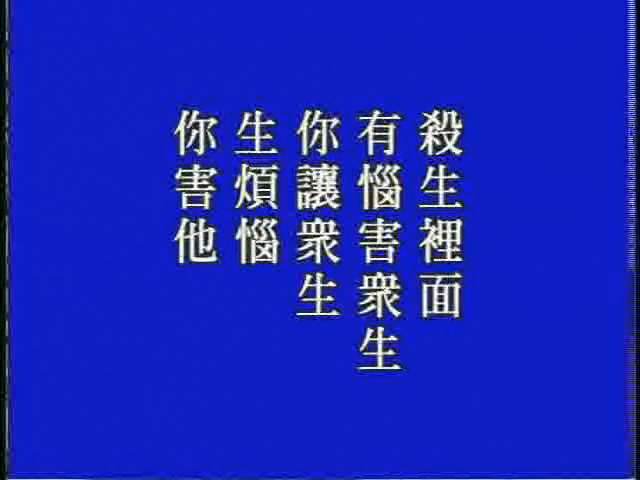 殺生裡面
有惱害眾生
你讓眾生
生煩惱
你害他